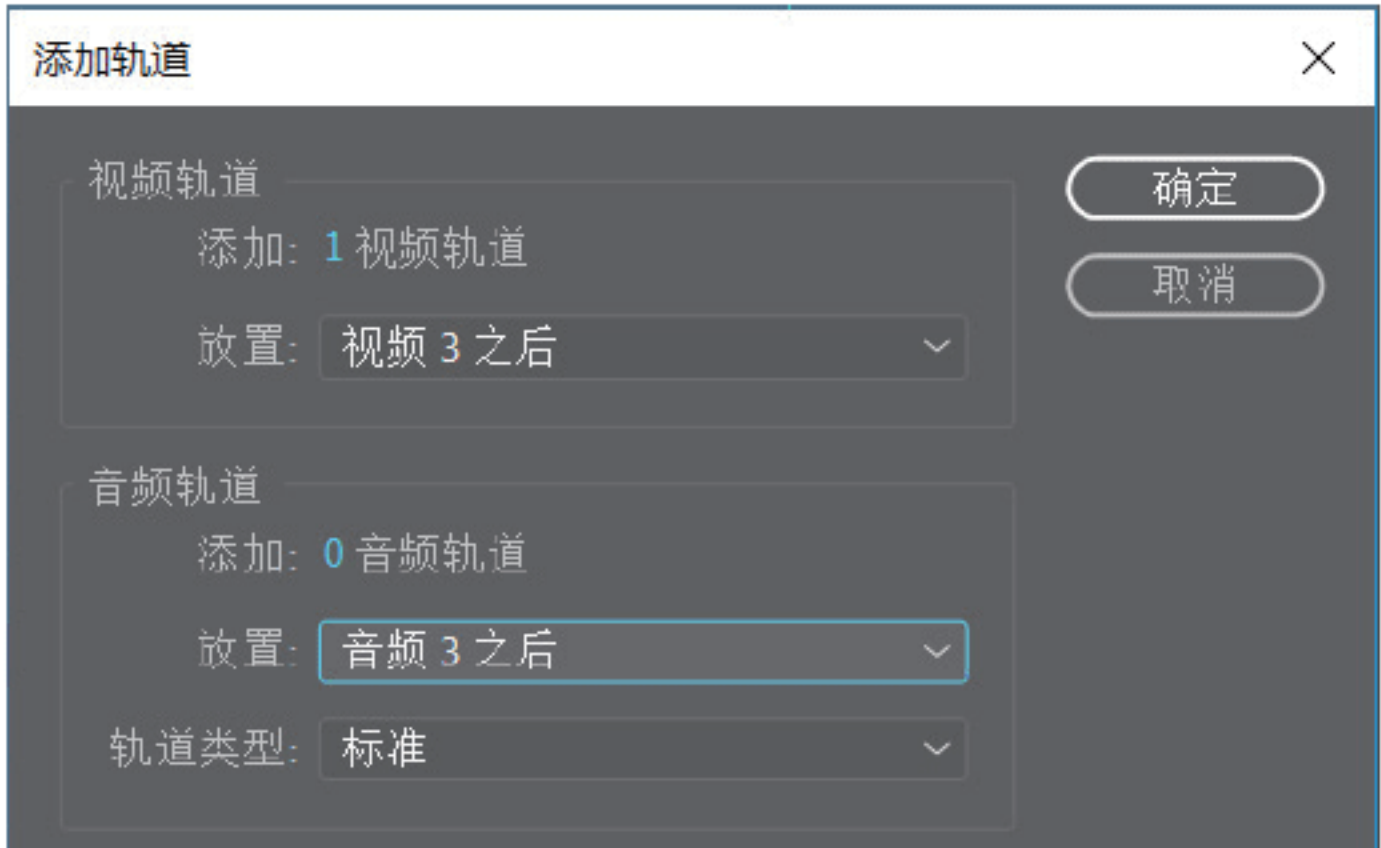 添加轨道
视频轨道
确定
添加: 1 视频轨道
取消
放置: 视频 3 之后
音频轨道
添加: 0 音频轨道
放置: 音频 3 之后
轨道类型: 标准